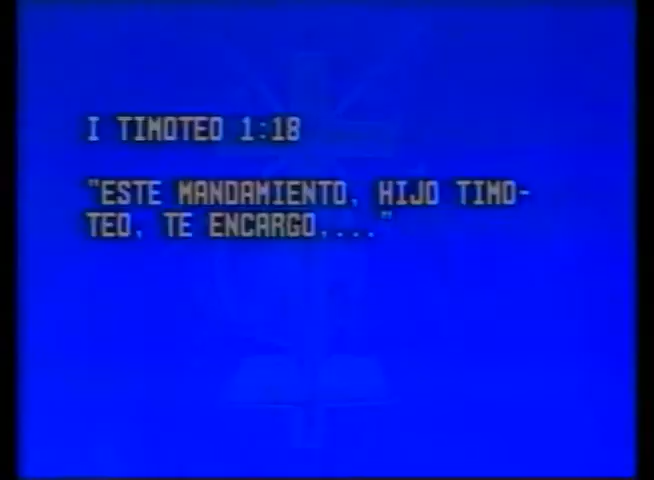 I TIMOTEO 1:18
"ESTE MANDAMIENTO, HIJO TIMO-
TEO, TE ENCARGO,...."